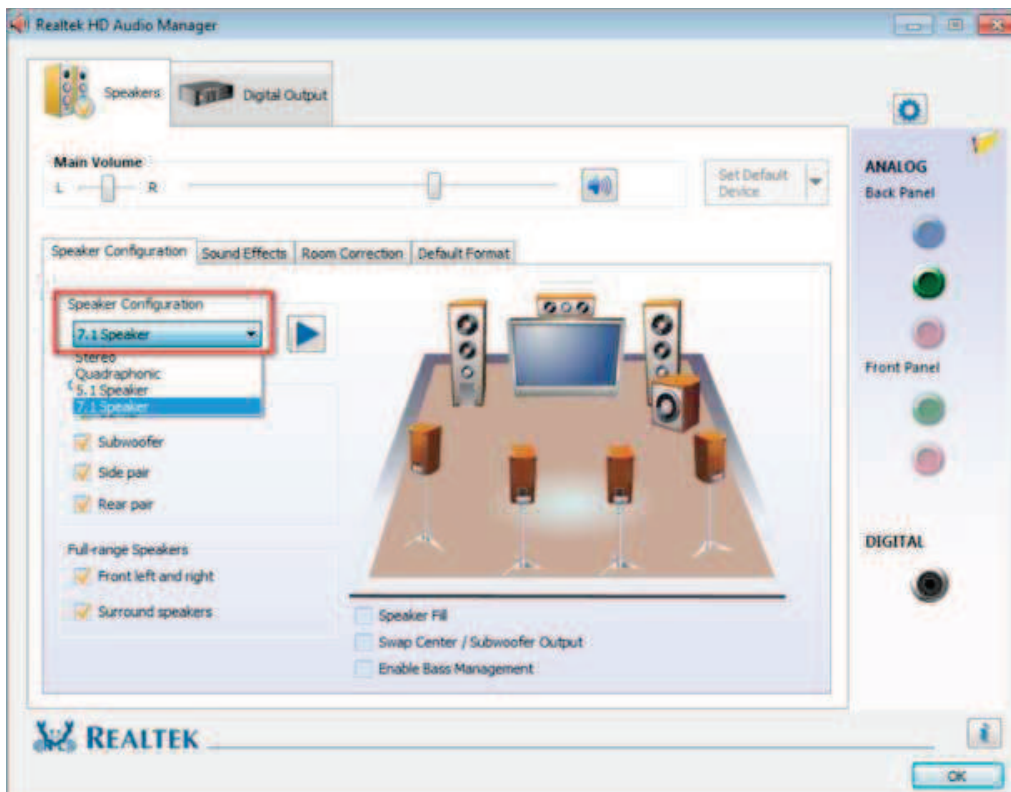 Realtek HD Audio Manager
Speakers
Digital Output
Main Volume
L
R
Set Default
Device
Speaker Configuration
Sound Effects
Room Correction
Default Format
Speaker Configuration
7.1 Speaker
Stereo
Quadraphonic
5.1 Speaker
7.1 Speaker
Subwoofer
Side pair
Rear pair
Full-range Speakers
Front left and right
Surround speakers
Speaker Fill
Swap Center / Subwoofer Output
Enable Bass Management
ANALOG
Back Panel
Front Panel
DIGITAL
REALTEK
i
OK